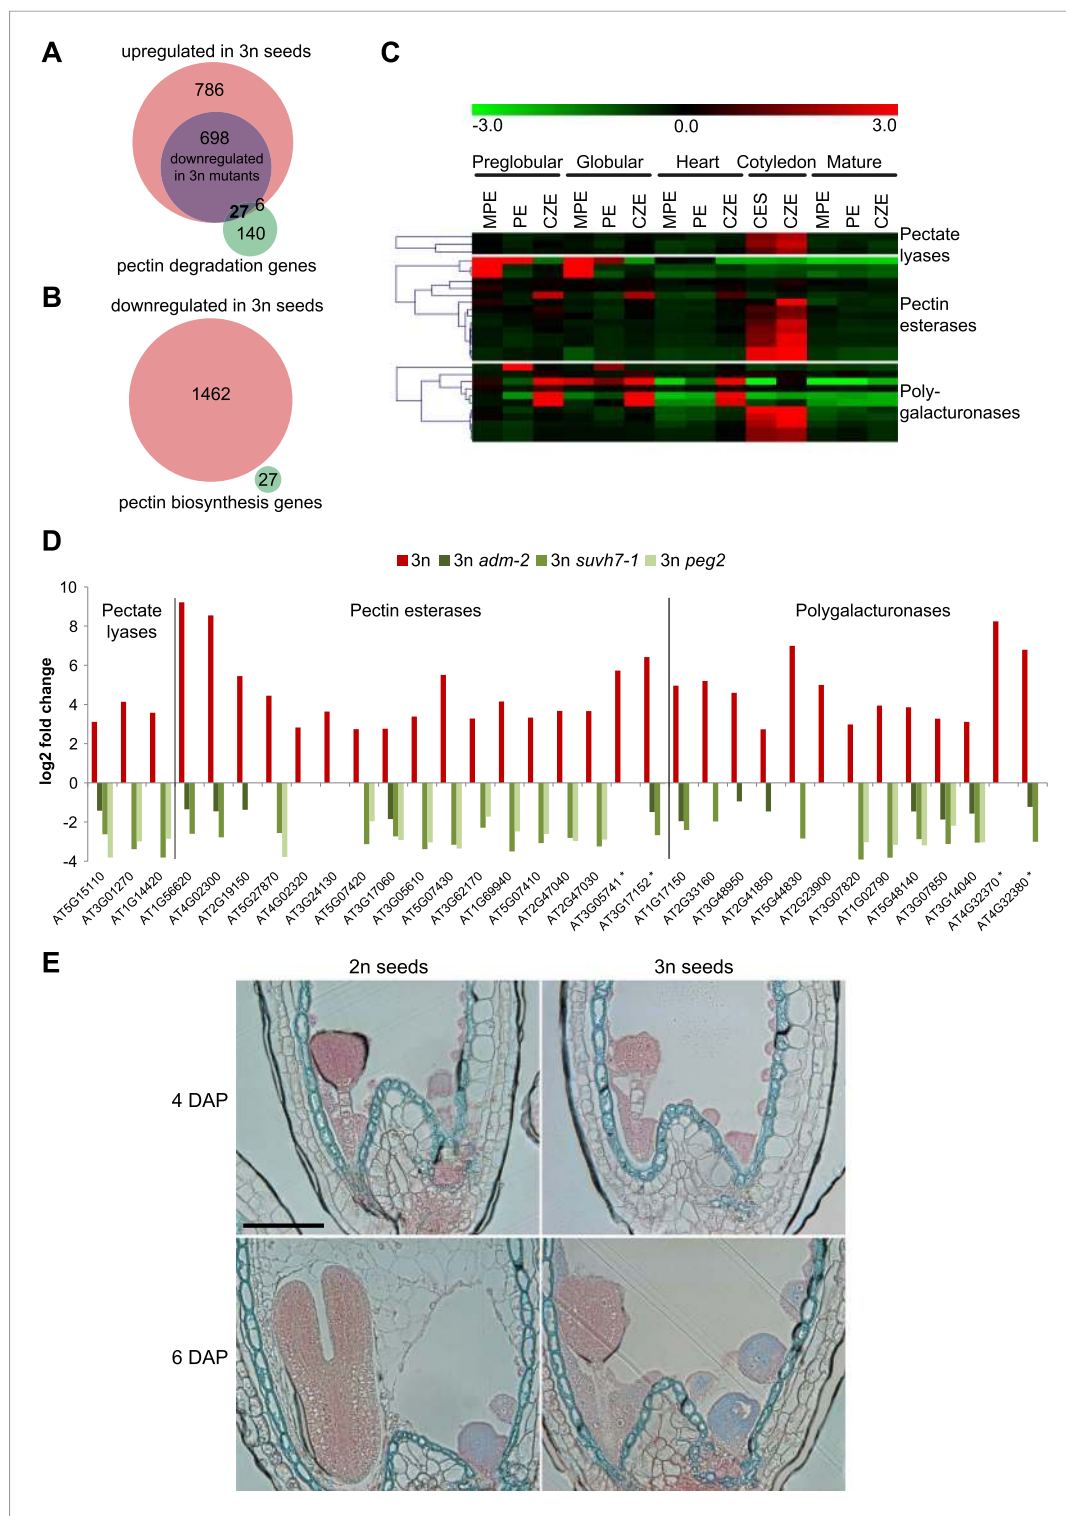 A
upregulated in 3n seeds
786
698
downregulated
in 3n mutants
27
6
140
pectin degradation genes
B
downregulated in 3n seeds
1462
27
pectin biosynthesis genes
C
-3.0
0.0
3.0
Preglobular
Globular
Heart
Cotyledon
Mature
MPE
PE
CZE
MPE
PE
CZE
MPE
PE
CZE
CES
CZE
MPE
PE
CZE
Pectate
lyases
Pectin
esterases
Poly-
galacturonases
D
3n
3n adm-2
3n suvh7-1
3n peg2
log2 fold change
10
8
6
4
2
0
-2
-4
Pectate
lyases
Pectin esterases
Polygalacturonases
AT5G15110
AT3G01270
AT1G14420
AT1G56620
AT4G02300
AT2G19150
AT5G27870
AT4G02320
AT3G24130
AT5G07420
AT3G17060
AT3G05610
AT5G07430
AT3G62170
AT1G69940
AT5G07410
AT2G47040
AT2G47030
AT3G05741 *
AT3G17152 *
AT1G17150
AT2G33160
AT3G48950
AT2G41850
AT5G44830
AT2G23900
AT3G07820
AT1G02790
AT5G48140
AT3G07850
AT3G14040
AT4G32370 *
AT4G32380 *
E
2n seeds
3n seeds
4 DAP
6 DAP